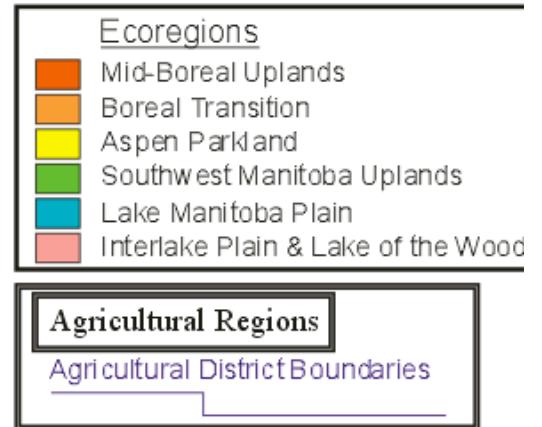 Ecoregions
Mid-Boreal Uplands
Boreal Transition
Aspen Parkland
Southwest Manitoba Uplands
Lake Manitoba Plain
Interlake Plain & Lake of the Wood
Agricultural Regions
Agricultural District Boundaries